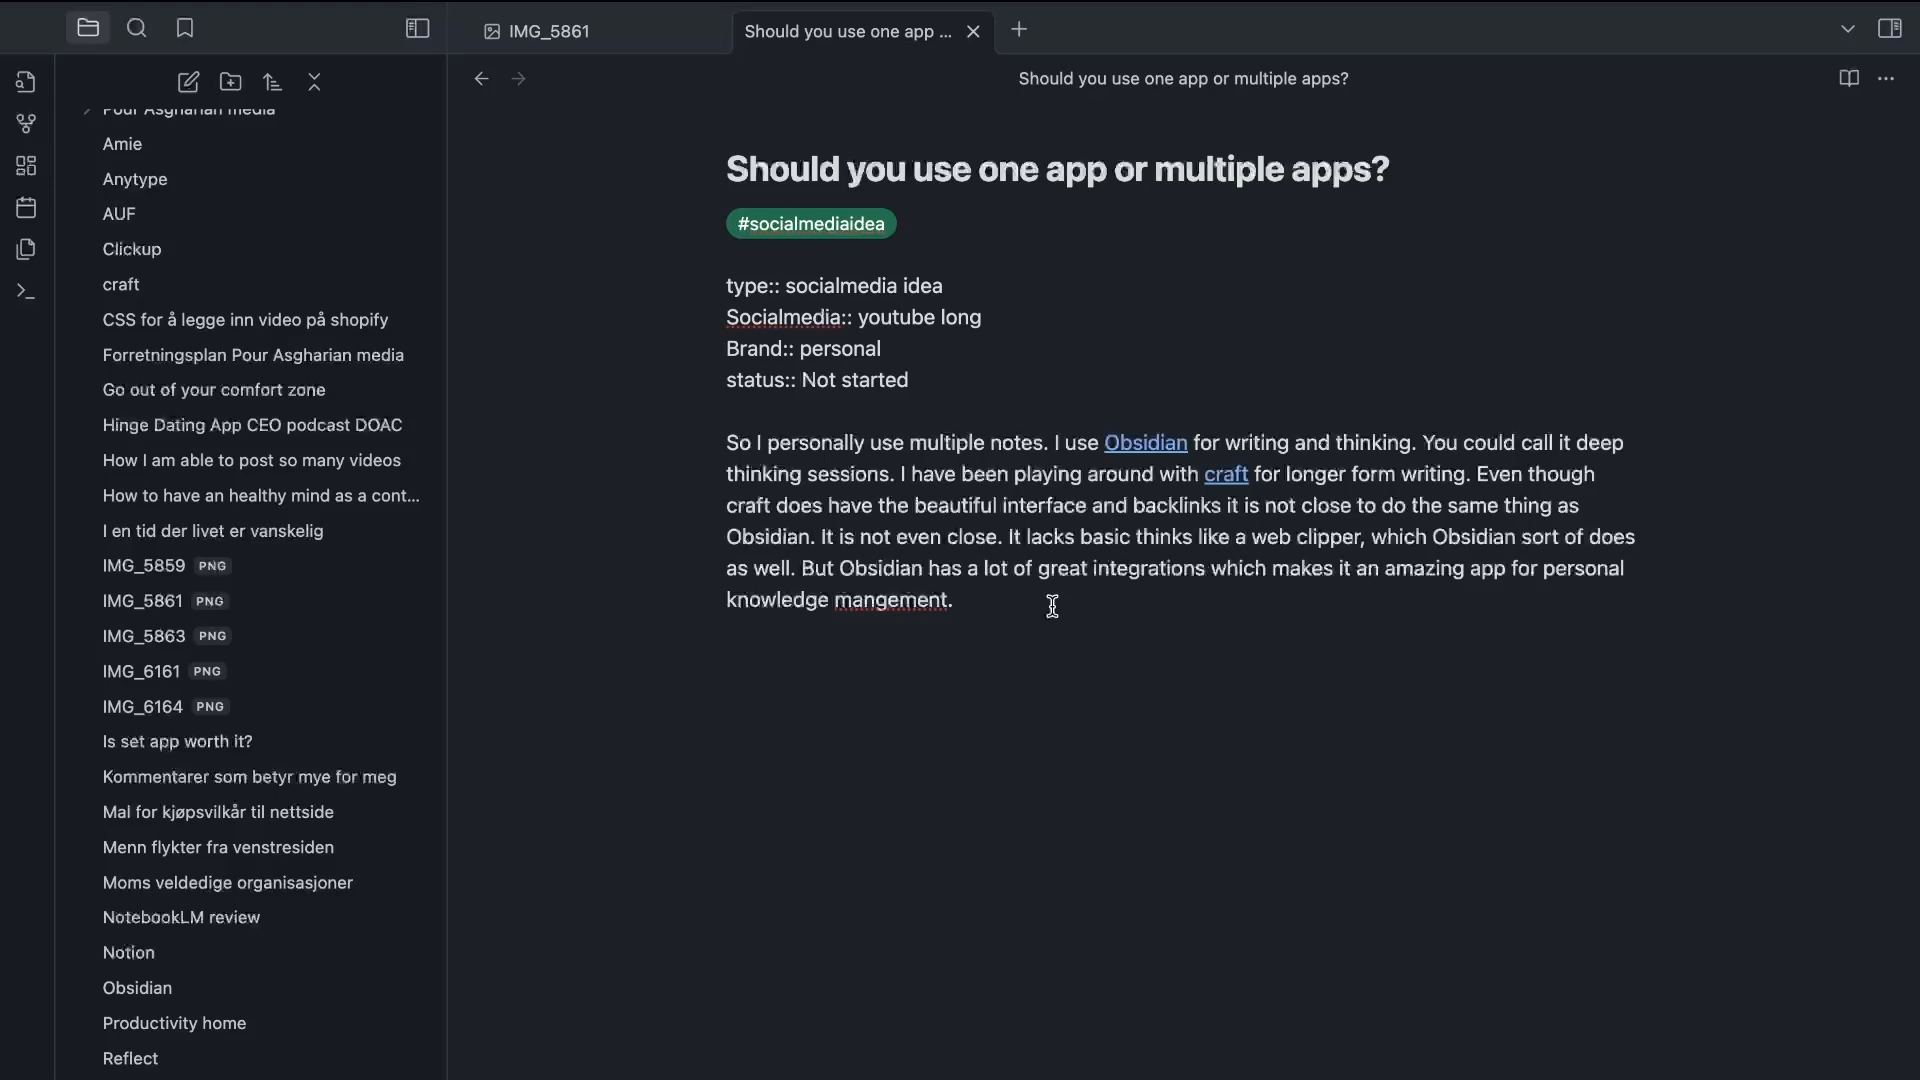 IMG_5861
Should you use one app ...
Should you use one app or multiple apps?
Pour Asgharian media
Amie
Anytype
AUF
Clickup
craft
CSS for å legge inn video på shopify
Forretningsplan Pour Asgharian media
Go out of your comfort zone
Hinge Dating App CEO podcast DOAC
How I am able to post so many videos
How to have an healthy mind as a cont...
I en tid der livet er vanskelig
IMG_5859 PNG
IMG_5861 PNG
IMG_5863 PNG
IMG_6161 PNG
IMG_6164 PNG
Is set app worth it?
Kommentarer som betyr mye for meg
Mal for kjøpsvilkår til nettside
Menn flykter fra venstresiden
Moms veldedige organisasjoner
NotebookLM review
Notion
Obsidian
Productivity home
Reflect
Should you use one app or multiple apps?
#socialmediaidea
type:: socialmedia idea
Socialmedia:: youtube long
Brand:: personal
status:: Not started
So I personally use multiple notes. I use Obsidian for writing and thinking. You could call it deep
thinking sessions. I have been playing around with craft for longer form writing. Even though
craft does have the beautiful interface and backlinks it is not close to do the same thing as
Obsidian. It is not even close. It lacks basic thinks like a web clipper, which Obsidian sort of does
as well. But Obsidian has a lot of great integrations which makes it an amazing app for personal
knowledge mangement.